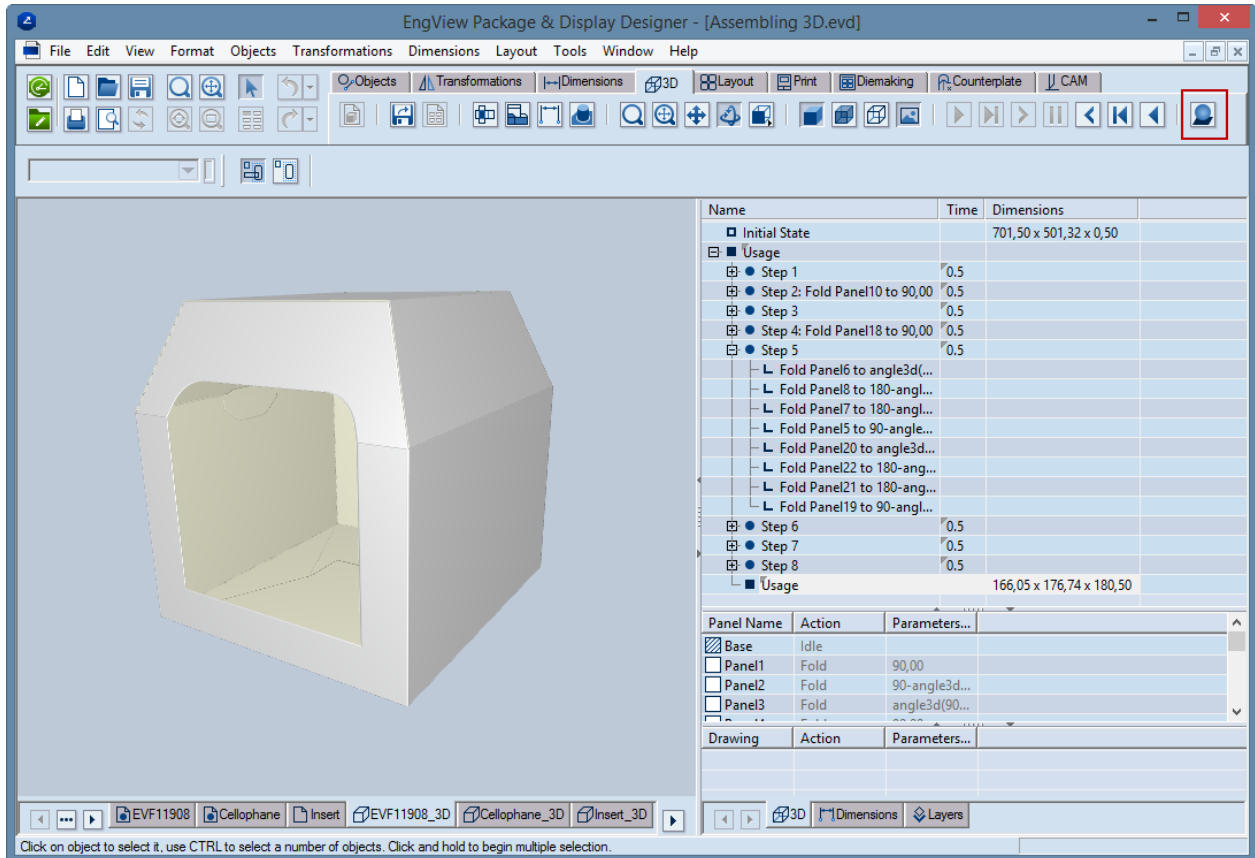 EngView Package & Display Designer - [Assembling 3D.evd]
File Edit View Format Objects Transformations Dimensions Layout Tools Window Help
Objects Transformations Dimensions 3D Layout Print Diemaking Counterplate CAM
Name Time Dimensions
Initial State 701,50 x 501,32 x 0,50
Usage
Step 1 0.5
Step 2: Fold Panel10 to 90,00 0.5
Step 3 0.5
Step 4: Fold Panel18 to 90,00 0.5
Step 5 0.5
Fold Panel6 to angle3d(...
Fold Panel8 to 180-angl...
Fold Panel7 to 180-angl...
Fold Panel5 to 90-angle...
Fold Panel20 to angle3d...
Fold Panel22 to 180-ang...
Fold Panel21 to 180-ang...
Fold Panel19 to 90-angl...
Step 6 0.5
Step 7 0.5
Step 8 0.5
Usage 166,05 x 176,74 x 180,50
Panel Name Action Parameters...
Base Idle
Panel1 Fold 90,00
Panel2 Fold 90-angle3d...
Panel3 Fold angle3d(90...
Drawing Action Parameters...
EVF11908 Cellophane Insert EVF11908_3D Cellophane_3D Insert_3D
3D Dimensions Layers
Click on object to select it, use CTRL to select a number of objects. Click and hold to begin multiple selection.